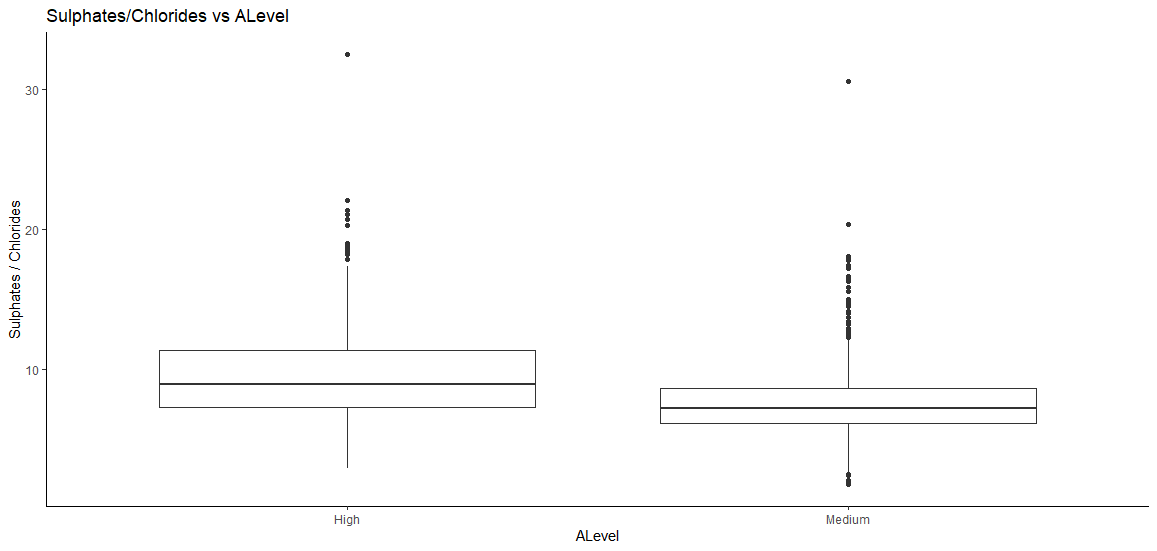 Sulphates/Chlorides vs ALevel
Sulphates / Chlorides
30
20
10
High
Medium
ALevel